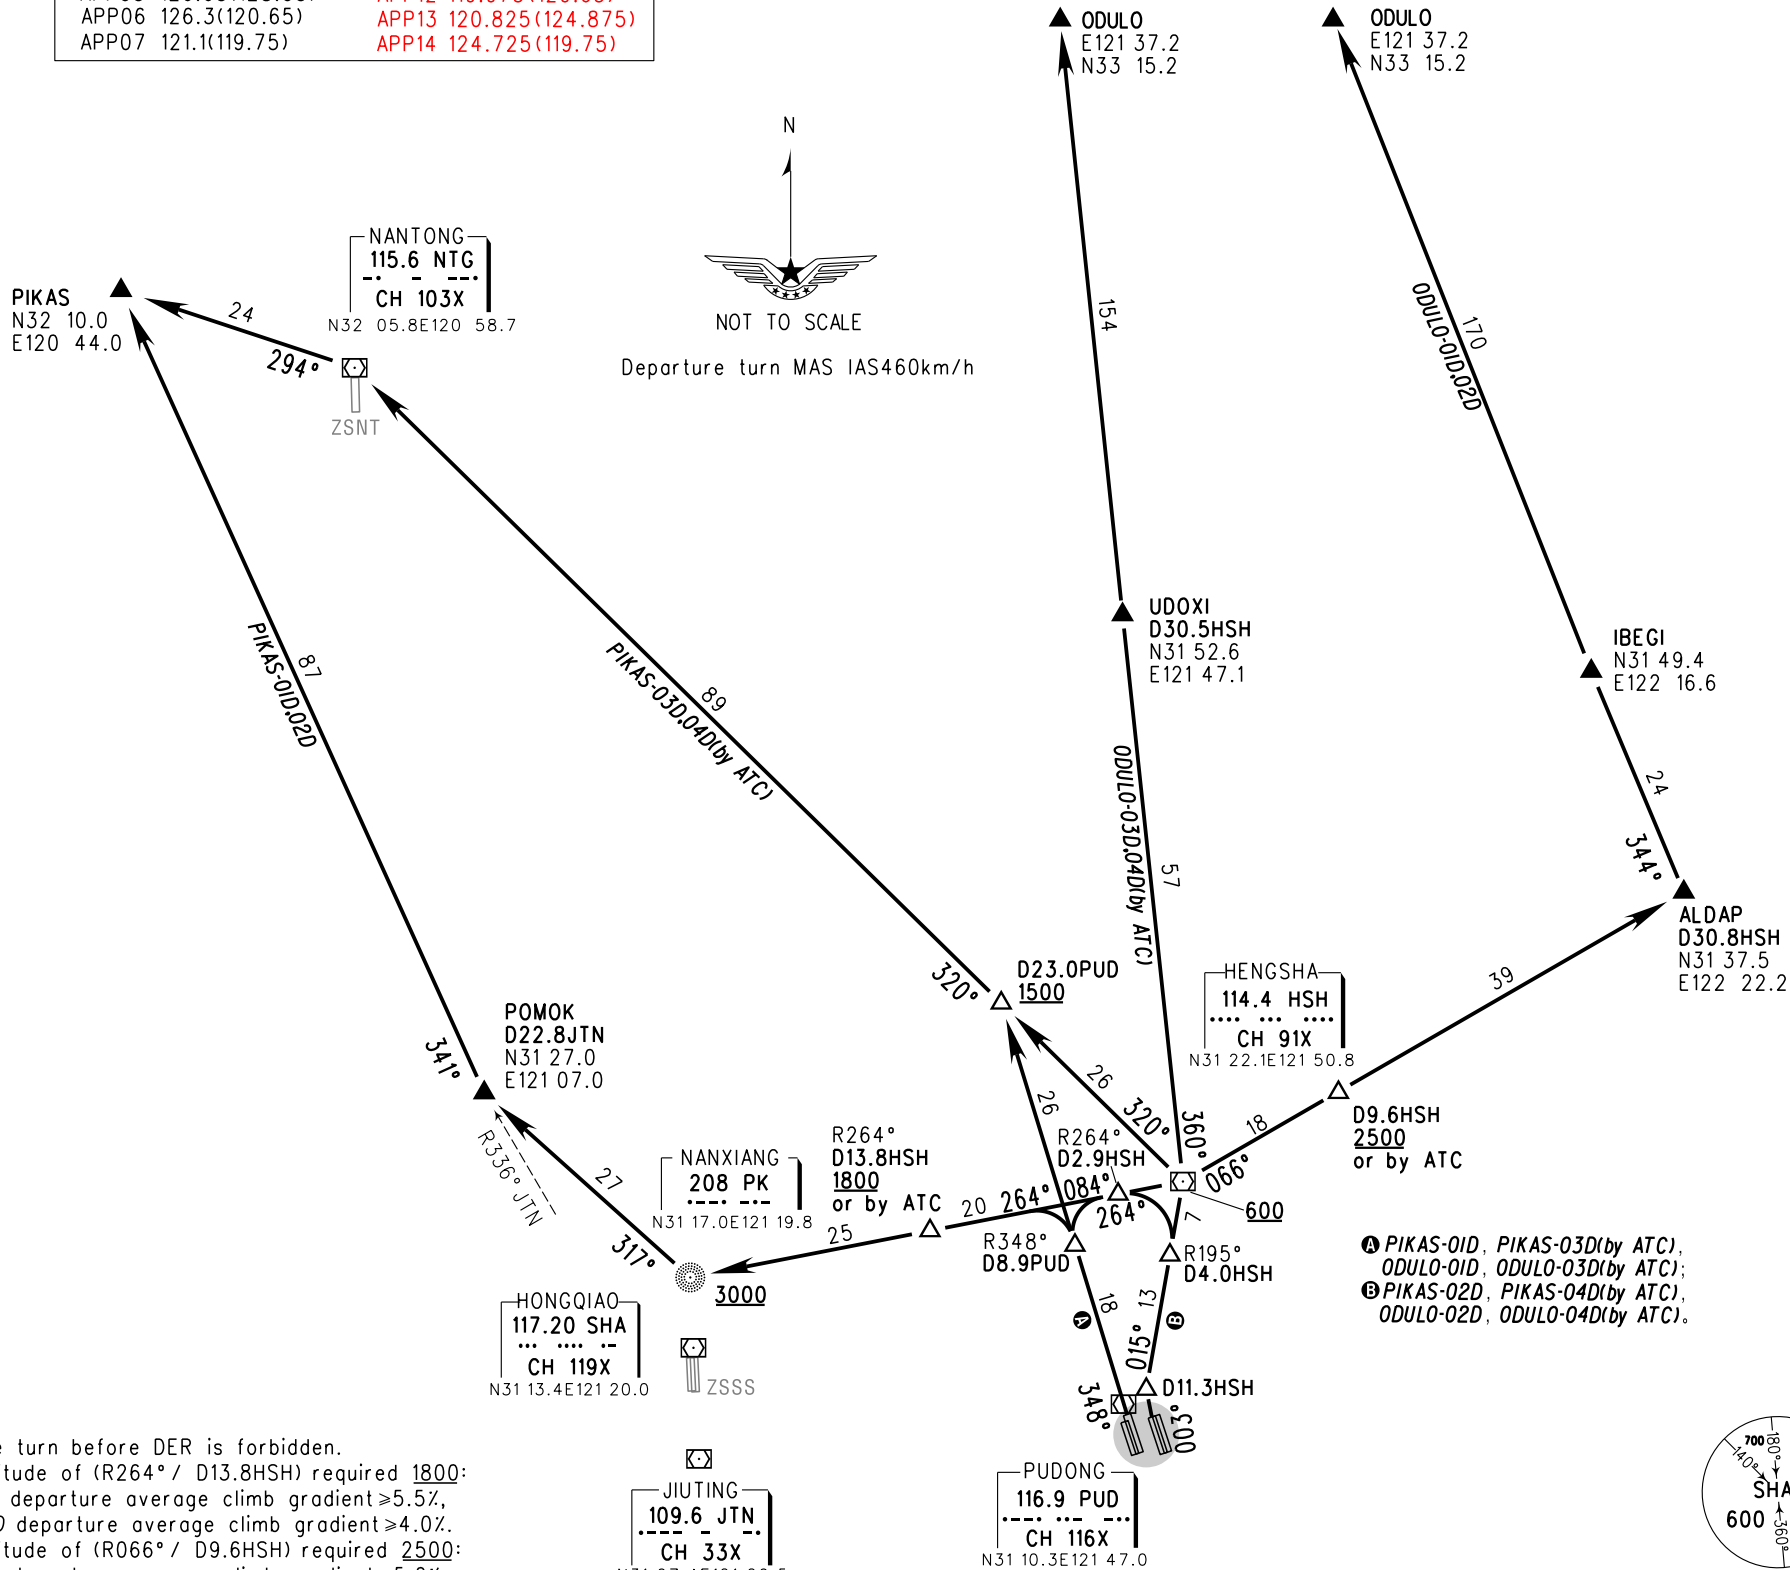 APP06 126.3(120.65)
APP13 120.825(124.875)
APP07 121.1(119.75)
APP14 124.725(119.75)
ODULO
E121 37.2
N33 15.2
ODULO
E121 37.2
N33 15.2
N
NOT TO SCALE
Departure turn MAS IAS460km/h
NANTONG
115.6 NTG
CH 103X
N32 05.8E120 58.7
PIKAS
N32 10.0
E120 44.0
24
294°
ZSNT
154
170
ODULO-01D,02D
UDOXI
D30.5HSH
N31 52.6
E121 47.1
IBEGI
N31 49.4
E122 16.6
87
PIKAS-01D,02D
89
PIKAS-03D,04D(by ATC)
57
ODULO-03D,04D(by ATC)
24
344°
ALDAP
D30.8HSH
N31 37.5
E122 22.2
320°
D23.0PUD
1500
HENGSHA
114.4 HSH
CH 91X
N31 22.1E121 50.8
39
POMOK
D22.8JTN
N31 27.0
E121 07.0
341°
R336° JTN
27
317°
NANXIANG
208 PK
N31 17.0E121 19.8
R264°
D13.8HSH
1800
or by ATC
26
26
320°
360°
R264°
D2.9HSH
18
066°
D9.6HSH
2500
or by ATC
25
20
264°
084°
264°
7
600
3000
R348°
D8.9PUD
R195°
D4.0HSH
A PIKAS-01D, PIKAS-03D(by ATC),
ODULO-01D, ODULO-03D(by ATC);
B PIKAS-02D, PIKAS-04D(by ATC),
ODULO-02D, ODULO-04D(by ATC)。
18
A
13
B
015°
HONGQIAO
117.20 SHA
CH 119X
N31 13.4E121 20.0
ZSSS
D11.3HSH
348°
003°
PUDONG
116.9 PUD
CH 116X
N31 10.3E121 47.0
JIUTING
109.6 JTN
CH 33X
turn before DER is forbidden.
tude of (R264°/ D13.8HSH) required 1800:
departure average climb gradient≥5.5%,
D departure average climb gradient≥4.0%.
tude of (R066°/ D9.6HSH) required 2500:
700
180°
140°
SHA
600
360°